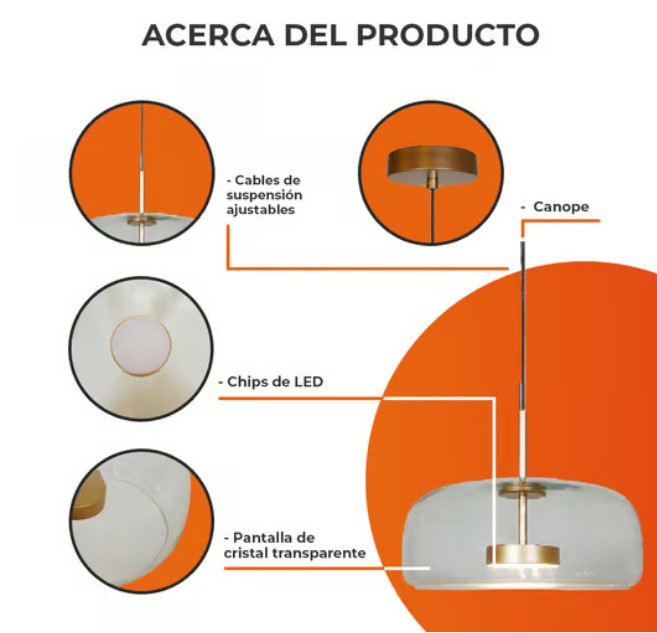 ACERCA DEL PRODUCTO
- Cables de
suspensión
ajustables
- Canope
- Chips de LED
- Pantalla de
cristal transparente